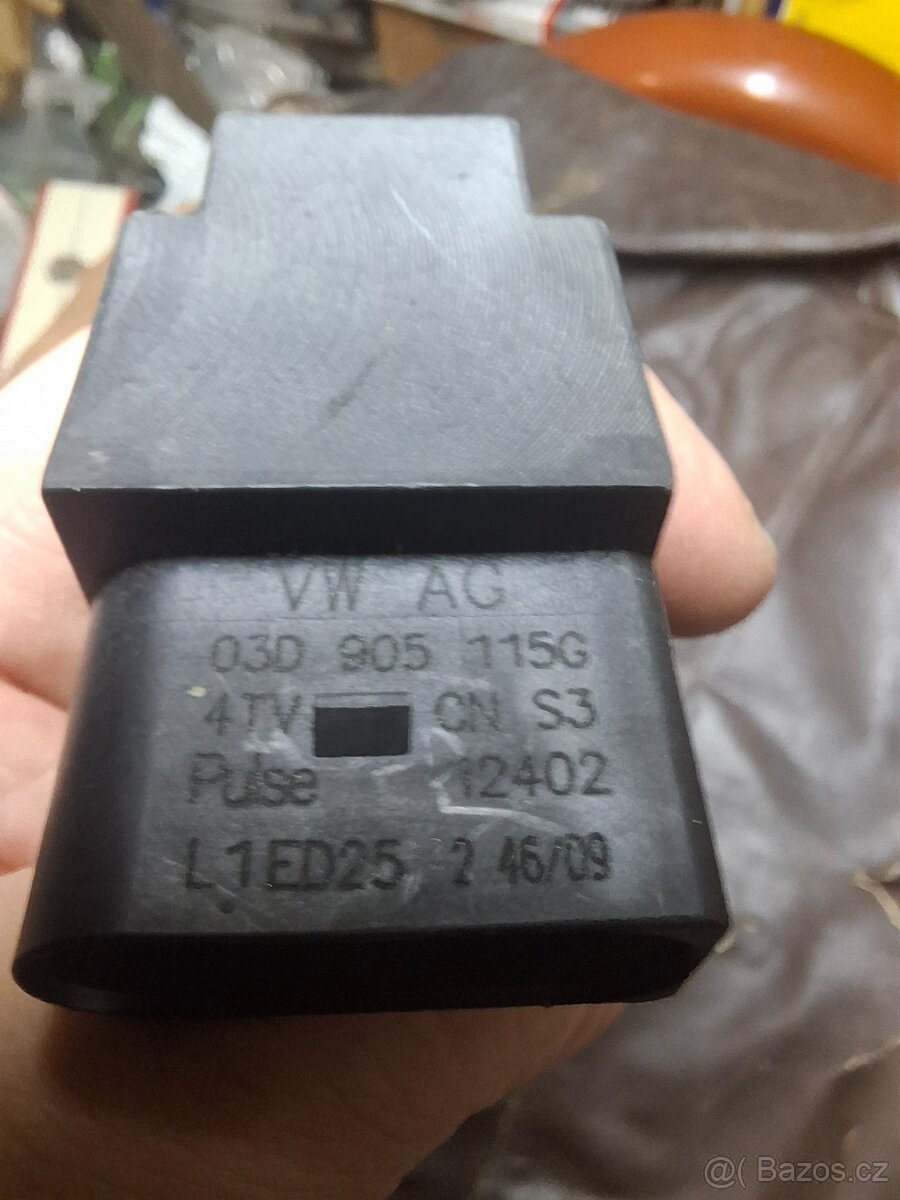 VW AG
03D 905 115G
4TV CN S3
Pulse 12402
L1ED25 2 46/09
@( Bazos.cz